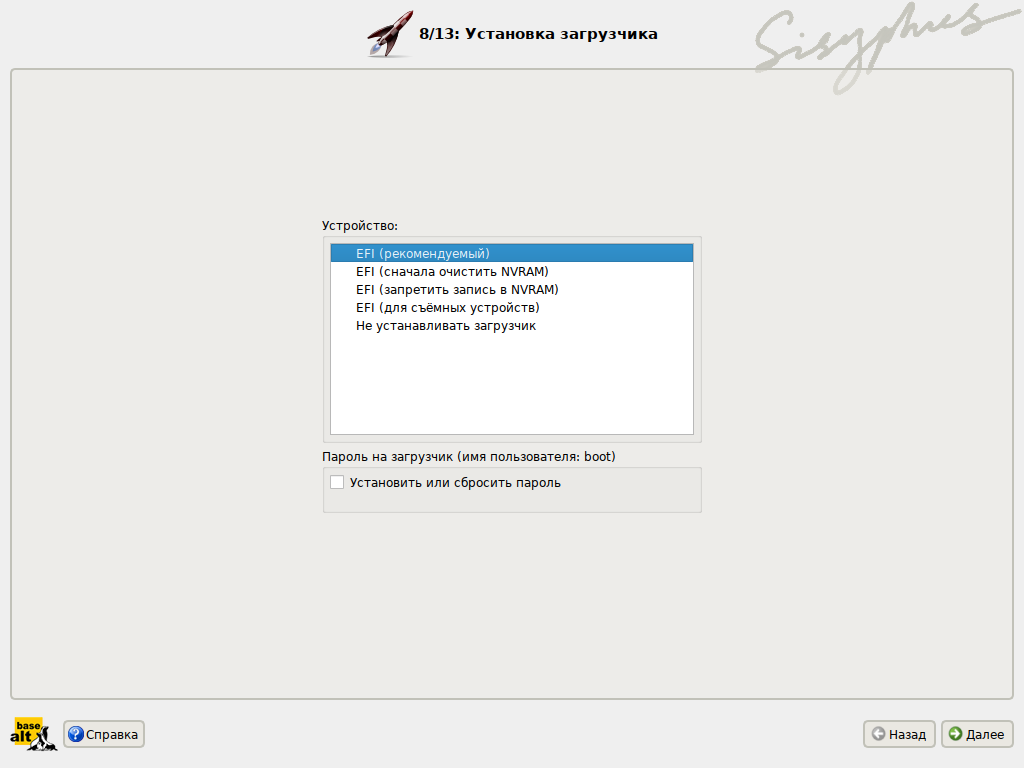 8/13: Установка загрузчика
Sisyphus
Устройство:
EFI (рекомендуемый)
EFI (сначала очистить NVRAM)
EFI (запретить запись в NVRAM)
EFI (для съёмных устройств)
Не устанавливать загрузчик
Пароль на загрузчик (имя пользователя: boot)
Установить или сбросить пароль
base
alt
Справка
Назад
Далее